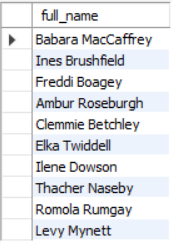 full_name
Babara MacCaffrey
Ines Brushfield
Freddi Boagey
Ambur Roseburgh
Clemmie Betchley
Elka Twiddell
Ilene Dowson
Thacher Naseby
Romola Rumgay
Levy Mynett